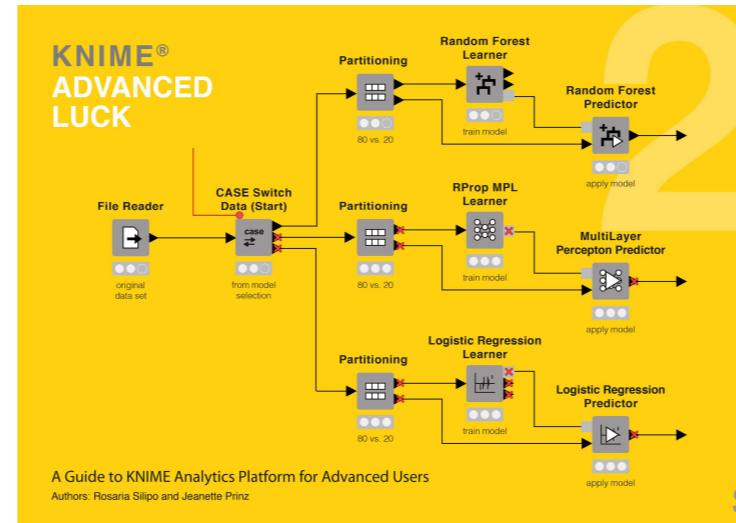 KNIME®
ADVANCED
LUCK
2
Partitioning
80 vs. 20
Random Forest
Learner
train model
Random Forest
Predictor
apply model
File Reader
original
data set
CASE Switch
Data (Start)
case
from model
selection
Partitioning
80 vs. 20
RProp MPL
Learner
train model
MultiLayer
Percepton Predictor
apply model
Partitioning
80 vs. 20
Logistic Regression
Learner
train model
Logistic Regression
Predictor
apply model
A Guide to KNIME Analytics Platform for Advanced Users
Authors: Rosaria Silipo and Jeanette Prinz